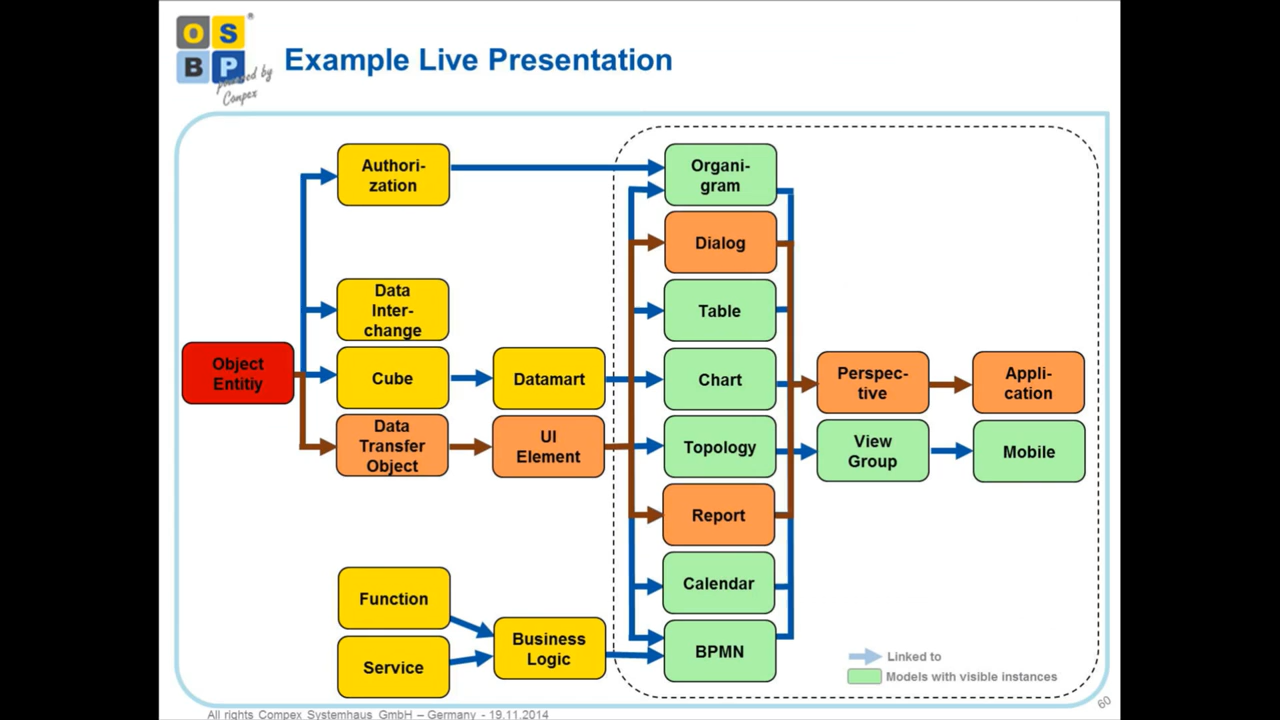 O S ®
B P
powered by
Compex
Example Live Presentation
Authori-
zation
Organi-
gram
Dialog
Data
Inter-
change
Table
Object
Entitiy
Cube
Datamart
Chart
Perspec-
tive
Appli-
cation
Data
Transfer
Object
UI
Element
Topology
View
Group
Mobile
Report
Function
Calendar
Business
Logic
Service
BPMN
Linked to
Models with visible instances
60
All rights Compex Systemhaus GmbH – Germany - 19.11.2014